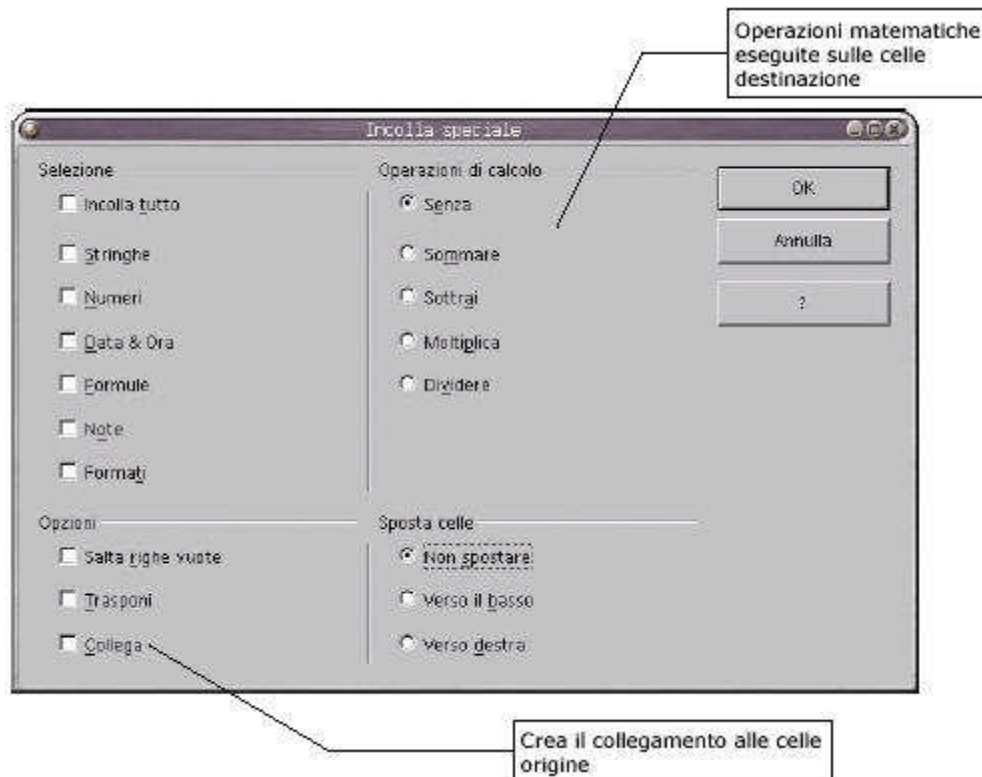 Operazioni matematiche
eseguite sulle celle
destinazione
Incolla speciale
Selezione
Incolla tutto
Stringhe
Numeri
Data & Ora
Formule
Note
Formati
Operazioni di calcolo
Senza
Sommare
Sottrai
Moltiplica
Dividere
OK
Annulla
?
Opzioni
Salta righe vuote
Trasponi
Collega
Sposta celle
Non spostare
Verso il basso
Verso destra
Crea il collegamento alle celle
origine